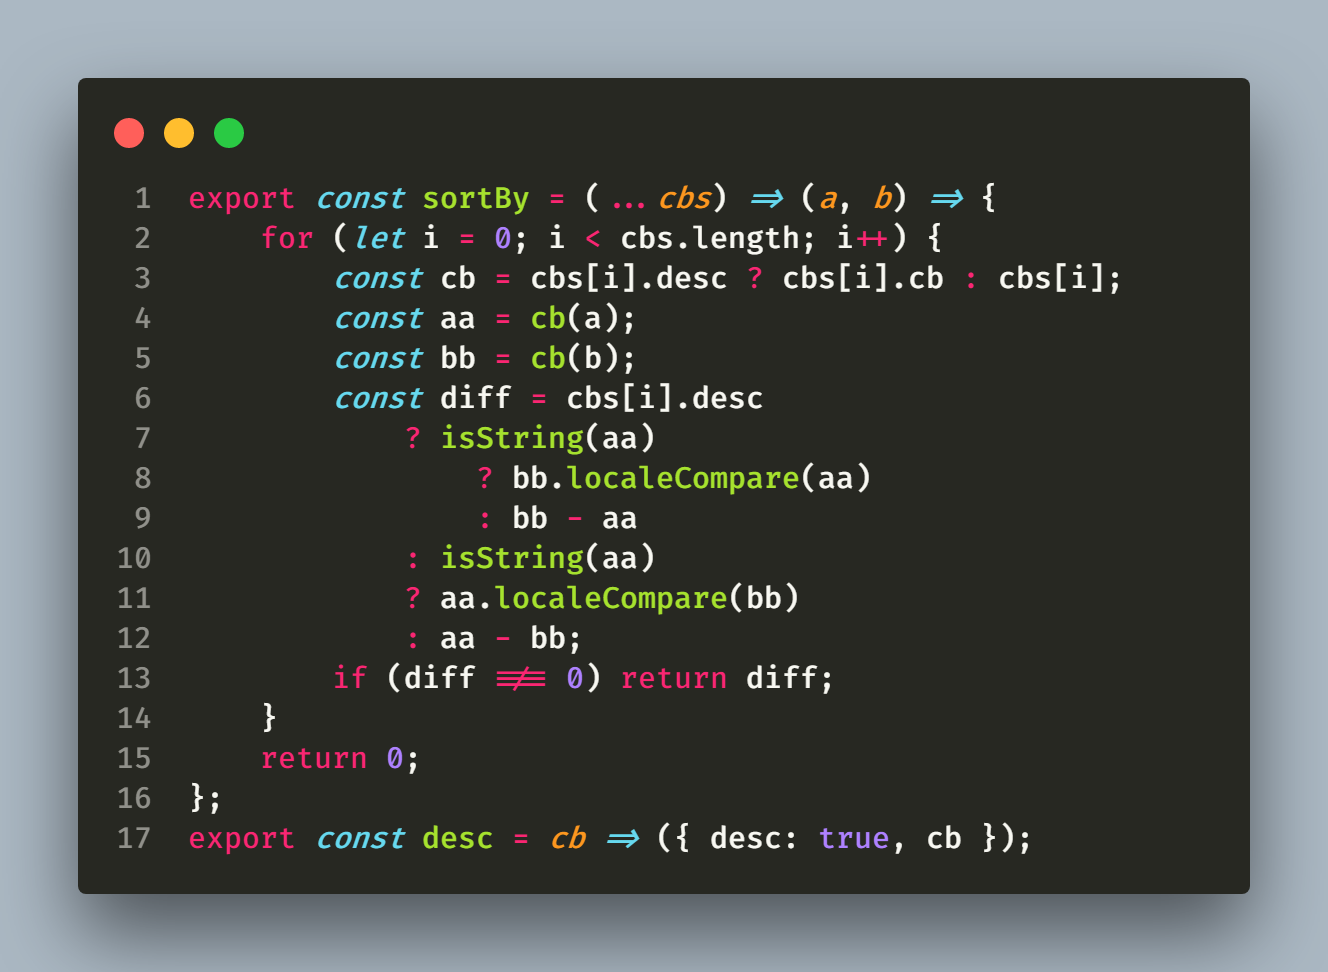 1 export const sortBy = (...cbs) => (a, b) => {
2     for (let i = 0; i < cbs.length; i++) {
3         const cb = cbs[i].desc ? cbs[i].cb : cbs[i];
4         const aa = cb(a);
5         const bb = cb(b);
6         const diff = cbs[i].desc
7             ? isString(aa)
8                 ? bb.localeCompare(aa)
9                 : bb - aa
10             : isString(aa)
11             ? aa.localeCompare(bb)
12             : aa - bb;
13         if (diff !== 0) return diff;
14     }
15     return 0;
16 };
17 export const desc = cb => ({ desc: true, cb });